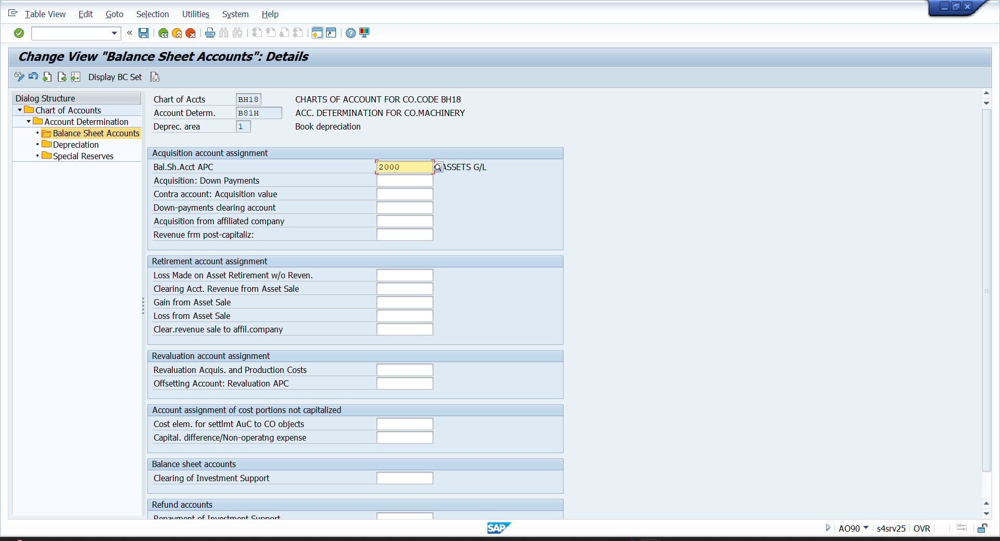 Table View Edit Goto Selection Utilities System Help
Change View "Balance Sheet Accounts": Details
Display BC Set
Dialog Structure
Chart of Accounts
Account Determination
Balance Sheet Accounts
Depreciation
Special Reserves
Chart of Accts BH18 CHARTS OF ACCOUNT FOR CO.CODE BH18
Account Determ. B81H ACC. DETERMINATION FOR CO.MACHINERY
Deprec. area 1 Book depreciation
Acquisition account assignment
Bal.Sh.Acct APC 2000 ASSETS G/L
Acquisition: Down Payments
Contra account: Acquisition value
Down-payments clearing account
Acquisition from affiliated company
Revenue frm post-capitaliz:
Retirement account assignment
Loss Made on Asset Retirement w/o Reven.
Clearing Acct. Revenue from Asset Sale
Gain from Asset Sale
Loss from Asset Sale
Clear.revenue sale to affil.company
Revaluation account assignment
Revaluation Acquis. and Production Costs
Offsetting Account: Revaluation APC
Account assignment of cost portions not capitalized
Cost elem. for settlmt AuC to CO objects
Capital. difference/Non-operatng expense
Balance sheet accounts
Clearing of Investment Support
Refund accounts
Repayment of Investment Support
SAP
AO90 s4srv25 OVR